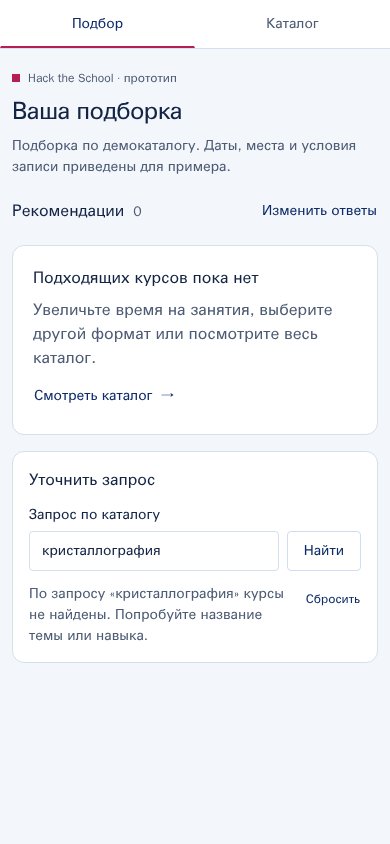 Подбор
Каталог
Hack the School · прототип
Ваша подборка
Подборка по демокаталогу. Даты, места и условия
записи приведены для примера.
Рекомендации 0
Изменить ответы
Подходящих курсов пока нет
Увеличьте время на занятия, выберите
другой формат или посмотрите весь
каталог.
Смотреть каталог →
Уточнить запрос
Запрос по каталогу
кристаллография
Найти
По запросу «кристаллография» курсы
не найдены. Попробуйте название
темы или навыка.
Сбросить